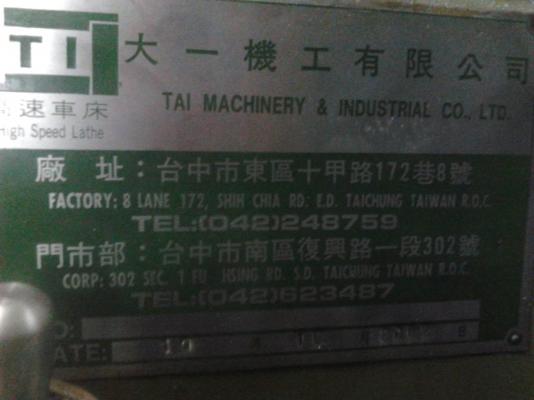 TI 大一機工有限公司
TAI MACHINERY & INDUSTRIAL CO., LTD.
速車床
High Speed Lathe
廠 址：台中市東區十甲路172巷8號
FACTORY: 8 LANE 172, SHIH CHIA RD. E.D. TAICHUNG TAIWAN R.O.C.
TEL:(042)248759
門市部：台中市南區復興路一段302號
CORP: 302 SEC. 1 FU HSING RD. S.D. TAICHUNG TAIWAN R.O.C.
TEL:(042)623487
O:
ATE: